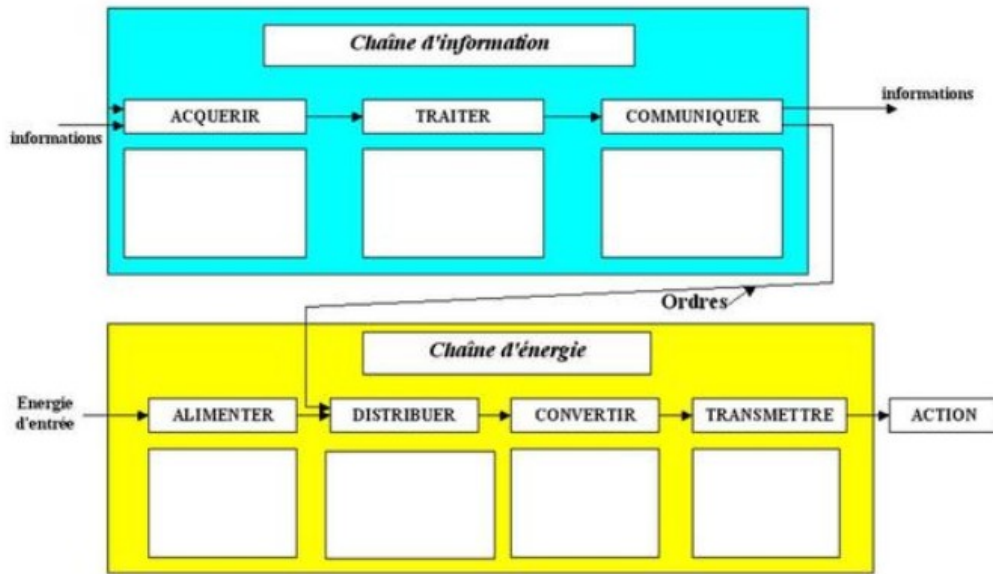 Chaîne d'information
ACQUERIR
TRAITER
COMMUNIQUER
informations
informations
Ordres
Chaîne d'énergie
Energie
d'entrée
ALIMENTER
DISTRIBUER
CONVERTIR
TRANSMETTRE
ACTION